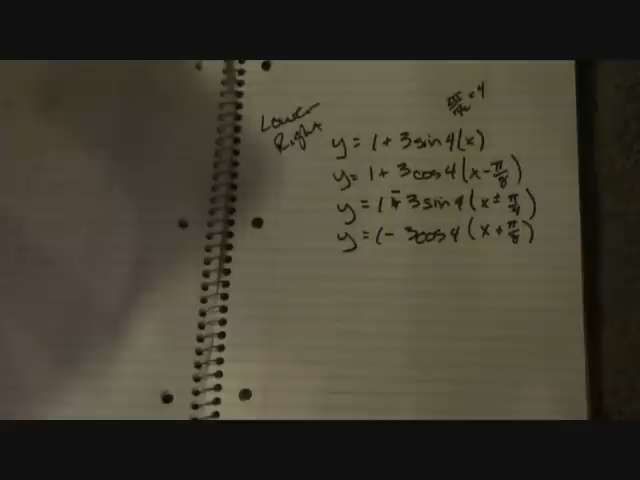 2π/π/2 = 4
Lower
Right
y = 1 + 3 sin 4(x)
y = 1 + 3 cos 4(x - π/8)
y = 1 - 3 sin 4(x ± π/4)
y = 1 - 3 cos 4(x + π/8)